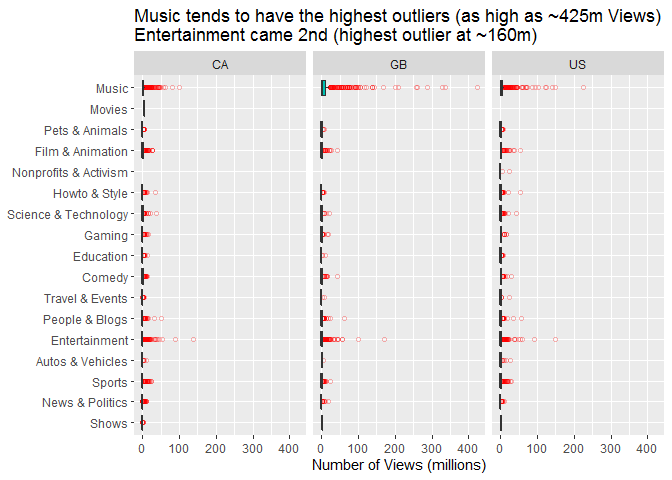 Music tends to have the highest outliers (as high as ~425m Views)
Entertainment came 2nd (highest outlier at ~160m)
CA GB US
Music
Movies
Pets & Animals
Film & Animation
Nonprofits & Activism
Howto & Style
Science & Technology
Gaming
Education
Comedy
Travel & Events
People & Blogs
Entertainment
Autos & Vehicles
Sports
News & Politics
Shows
0 100 200 300 400 0 100 200 300 400 0 100 200 300 400
Number of Views (millions)